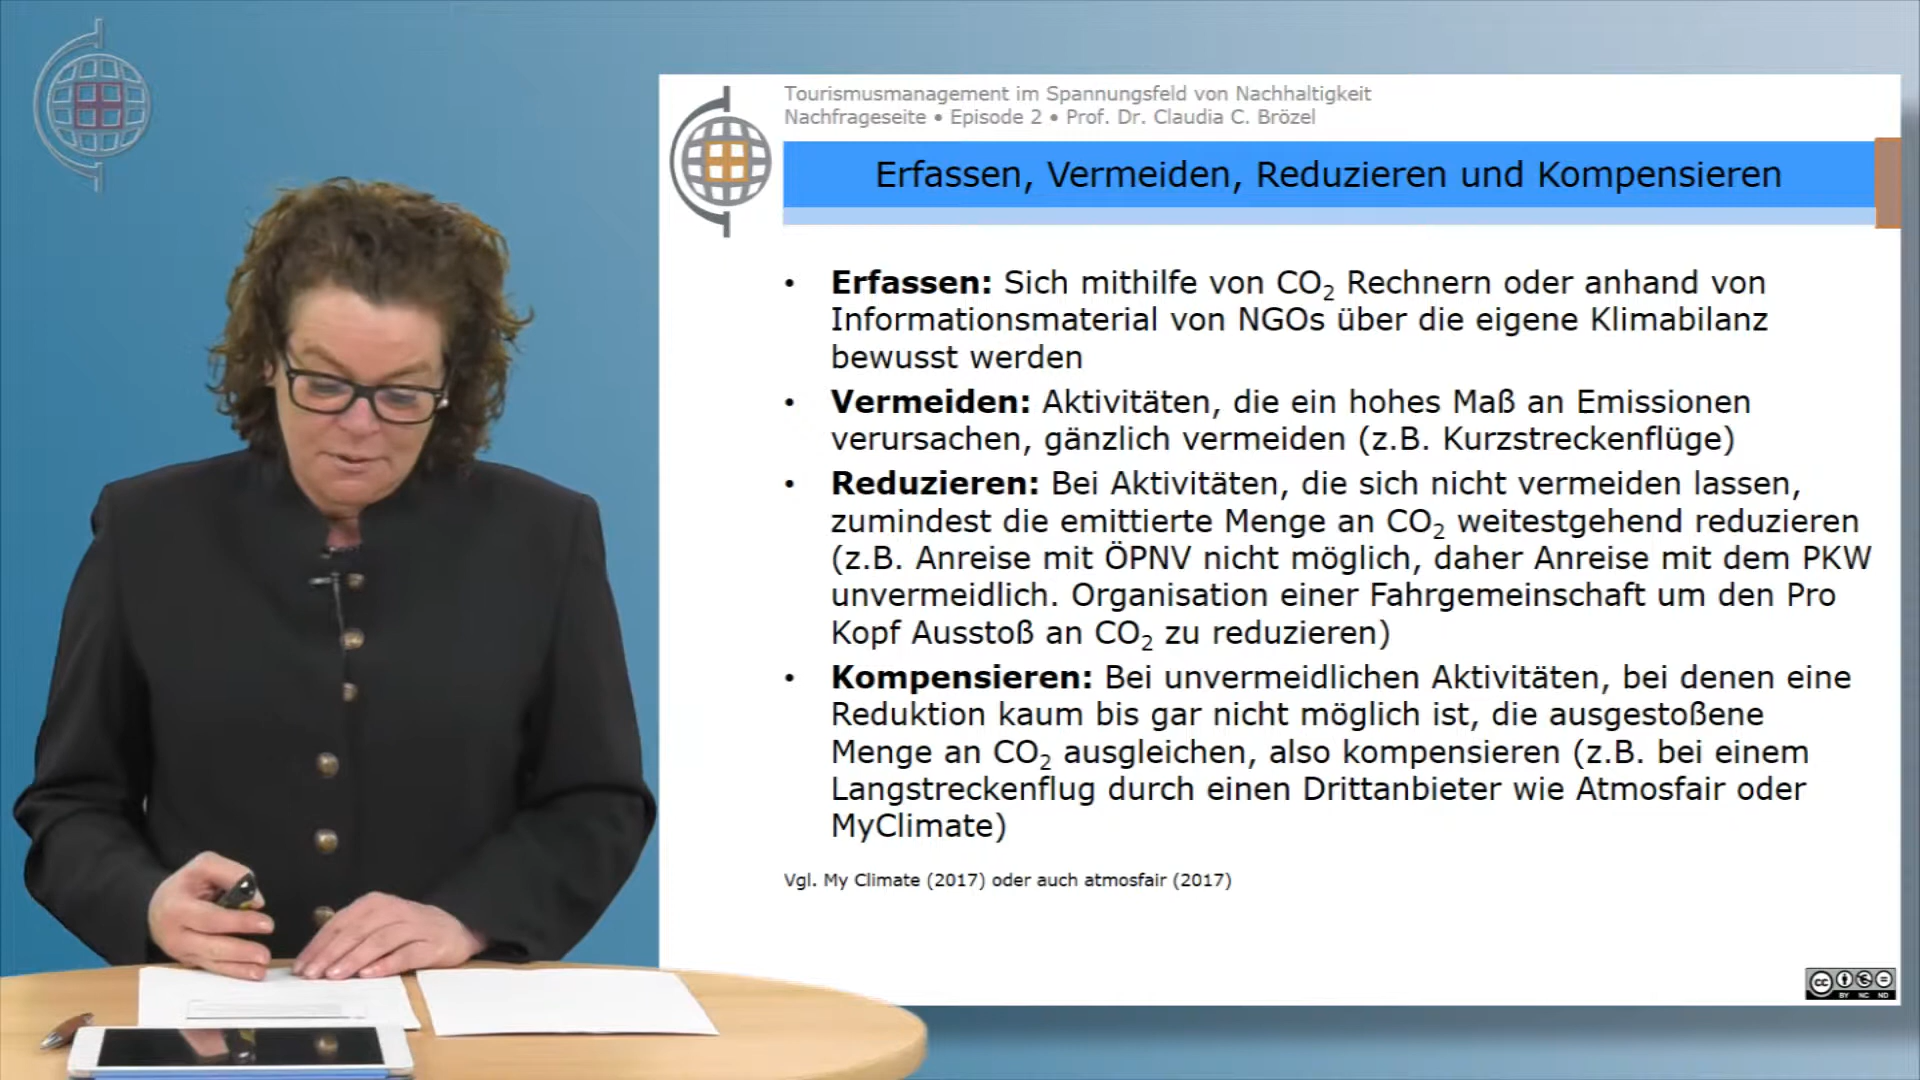 Tourismusmanagement im Spannungsfeld von Nachhaltigkeit
Nachfrageseite • Episode 2 • Prof. Dr. Claudia C. Brözel
Erfassen, Vermeiden, Reduzieren und Kompensieren
• Erfassen: Sich mithilfe von CO₂ Rechnern oder anhand von
Informationsmaterial von NGOs über die eigene Klimabilanz
bewusst werden
• Vermeiden: Aktivitäten, die ein hohes Maß an Emissionen
verursachen, gänzlich vermeiden (z.B. Kurzstreckenflüge)
• Reduzieren: Bei Aktivitäten, die sich nicht vermeiden lassen,
zumindest die emittierte Menge an CO₂ weitestgehend reduzieren
(z.B. Anreise mit ÖPNV nicht möglich, daher Anreise mit dem PKW
unvermeidlich. Organisation einer Fahrgemeinschaft um den Pro
Kopf Ausstoß an CO₂ zu reduzieren)
• Kompensieren: Bei unvermeidlichen Aktivitäten, bei denen eine
Reduktion kaum bis gar nicht möglich ist, die ausgestoßene
Menge an CO₂ ausgleichen, also kompensieren (z.B. bei einem
Langstreckenflug durch einen Drittanbieter wie Atmosfair oder
MyClimate)
Vgl. My Climate (2017) oder auch atmosfair (2017)
cc
BY NC ND